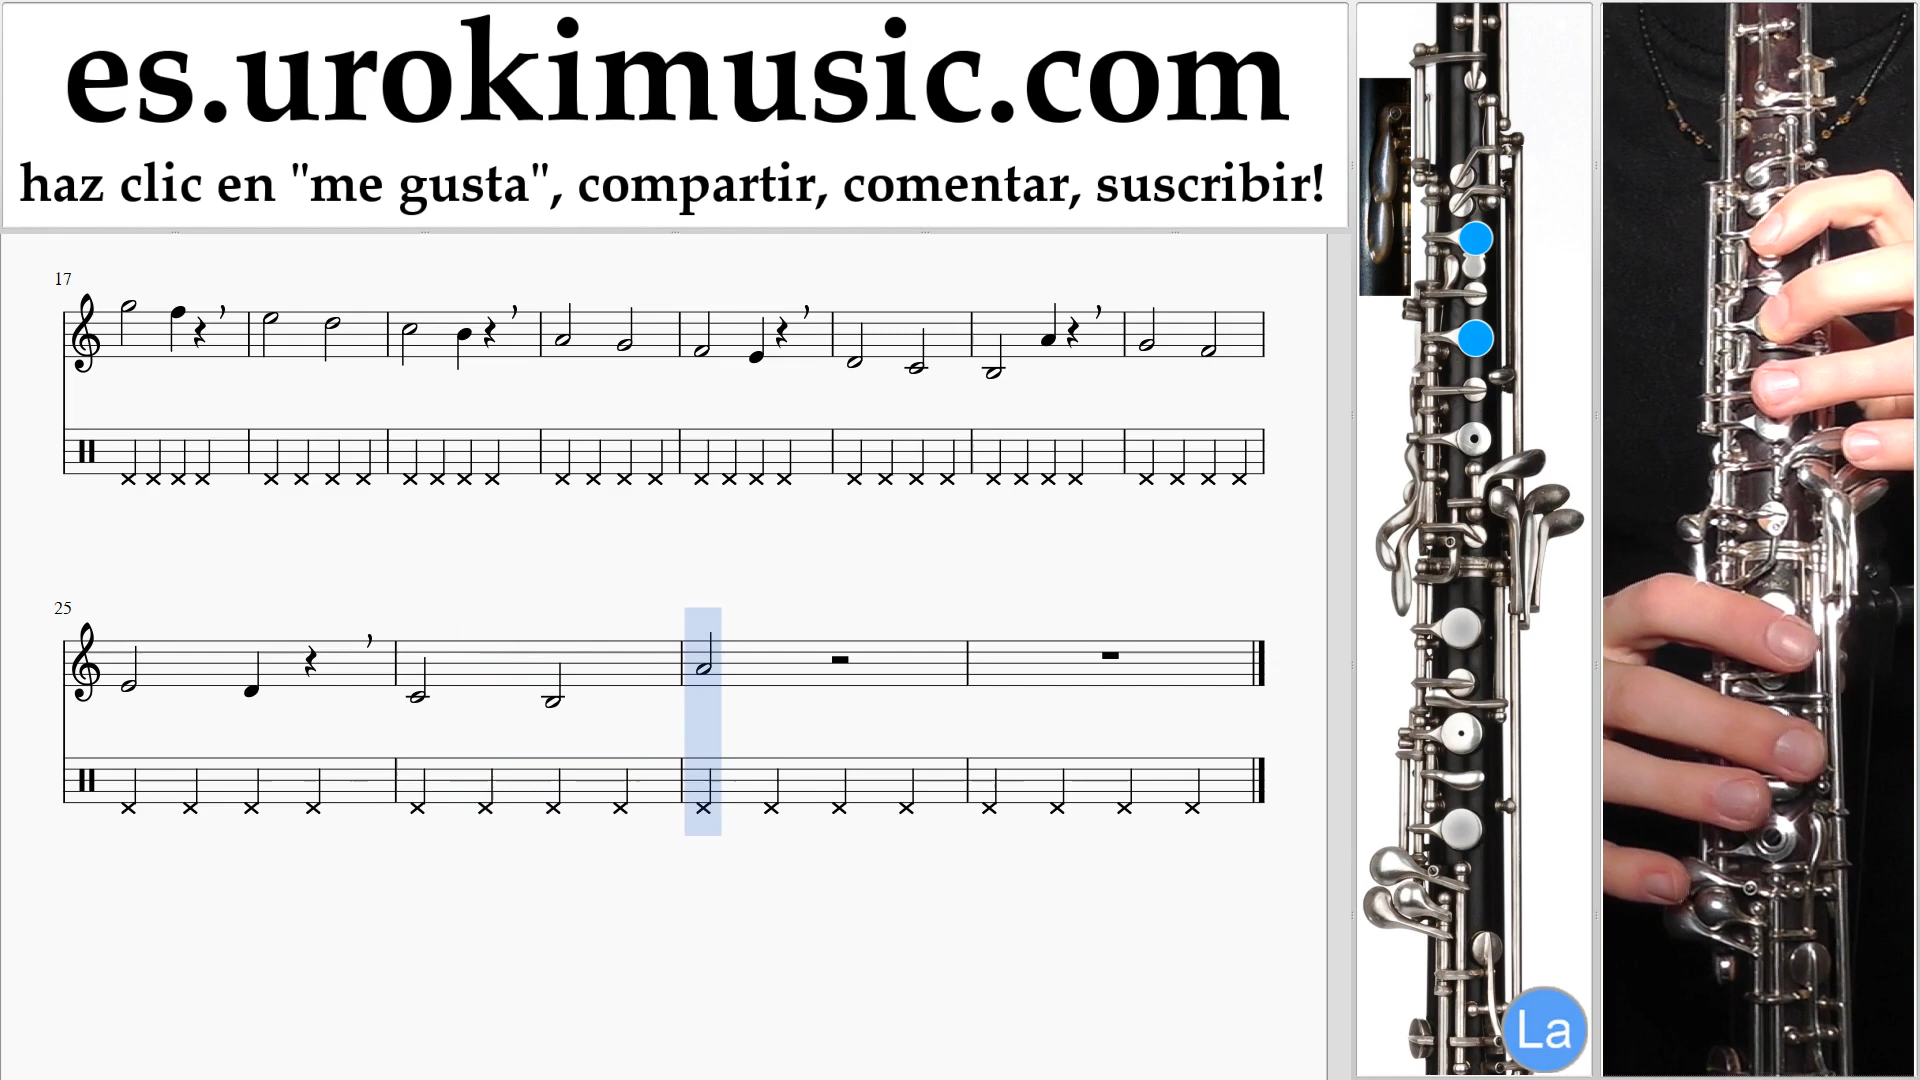 es.urokimusic.com
haz clic en "me gusta", compartir, comentar, suscribir!
17
25
La